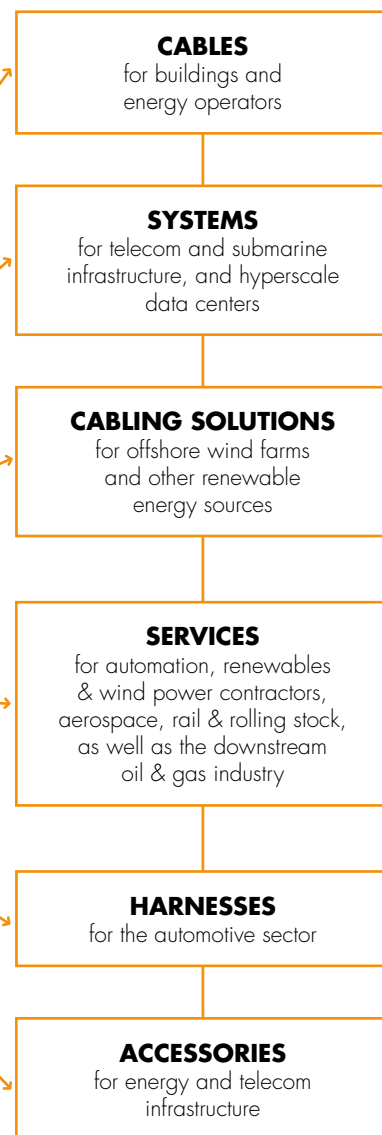 CABLES
for buildings and
energy operators
SYSTEMS
for telecom and submarine
infrastructure, and hyperscale
data centers
CABLING SOLUTIONS
for offshore wind farms
and other renewable
energy sources
SERVICES
for automation, renewables
& wind power contractors,
aerospace, rail & rolling stock,
as well as the downstream
oil & gas industry
HARNESSES
for the automotive sector
ACCESSORIES
for energy and telecom
infrastructure